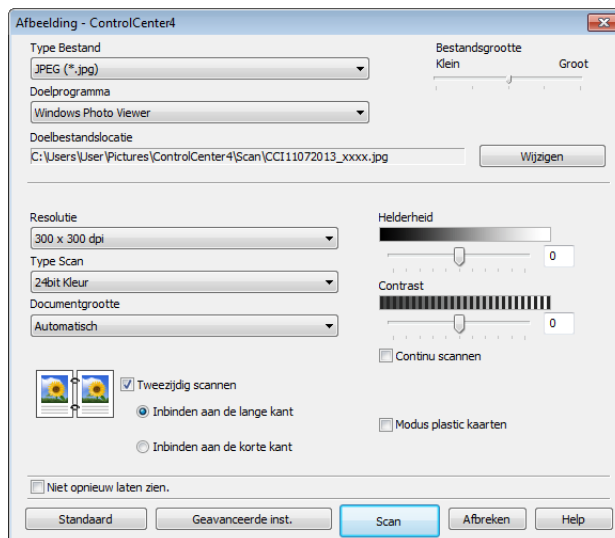 Afbeelding - ControlCenter4
Type Bestand
JPEG (*.jpg)
Bestandsgrootte
Klein Groot
Doelprogramma
Windows Photo Viewer
Doelbestandslocatie
C:\Users\User\Pictures\ControlCenter4\Scan\CCI11072013_xxxx.jpg
Wijzigen
Resolutie
300 x 300 dpi
Type Scan
24bit Kleur
Documentgrootte
Automatisch
Helderheid
0
Contrast
0
Continu scannen
Tweezijdig scannen
Inbinden aan de lange kant
Inbinden aan de korte kant
Modus plastic kaarten
Niet opnieuw laten zien.
Standaard Geavanceerde inst. Scan Afbreken Help